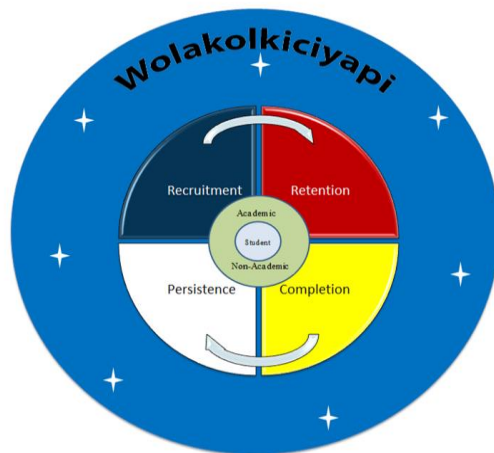 Wolakolkiciyapi
Recruitment
Retention
Academic
Student
Non-Academic
Persistence
Completion